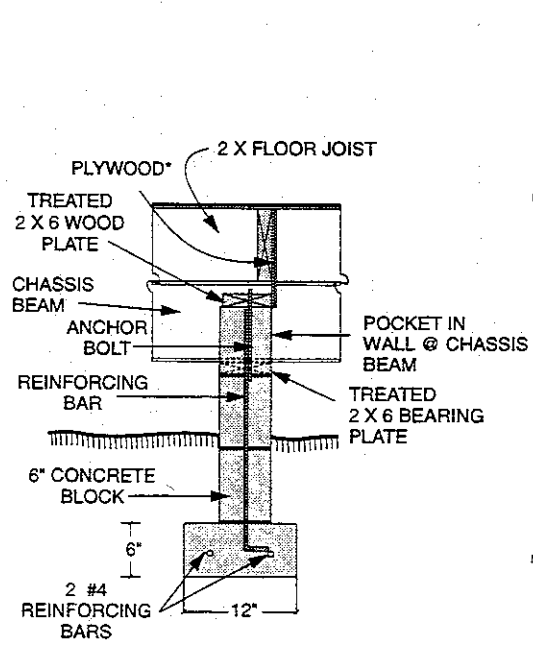 2 X FLOOR JOIST
PLYWOOD*
TREATED
2 X 6 WOOD
PLATE
CHASSIS
BEAM
ANCHOR
BOLT
POCKET IN
WALL @ CHASSIS
BEAM
REINFORCING
BAR
TREATED
2 X 6 BEARING
PLATE
6" CONCRETE
BLOCK
6"
2 #4
REINFORCING
BARS
12"